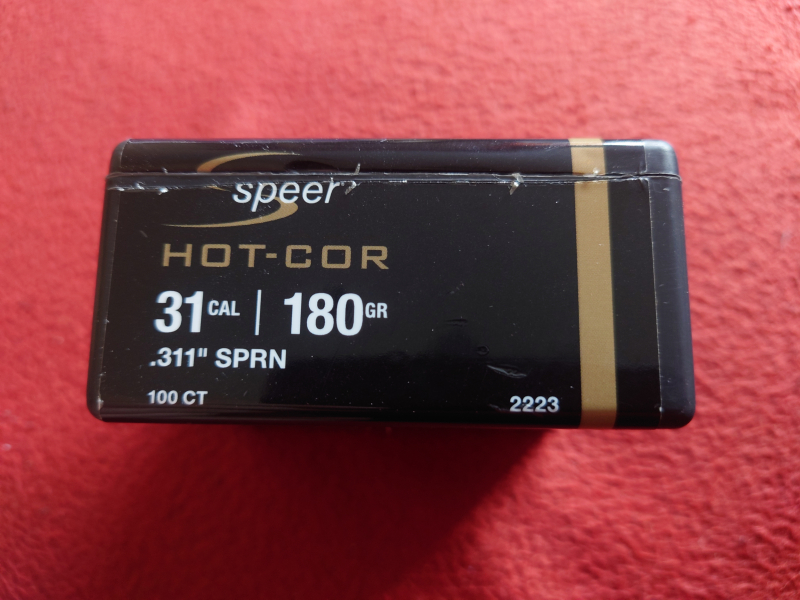 speer
HOT-COR
31 CAL | 180 GR
.311" SPRN
100 CT 2223